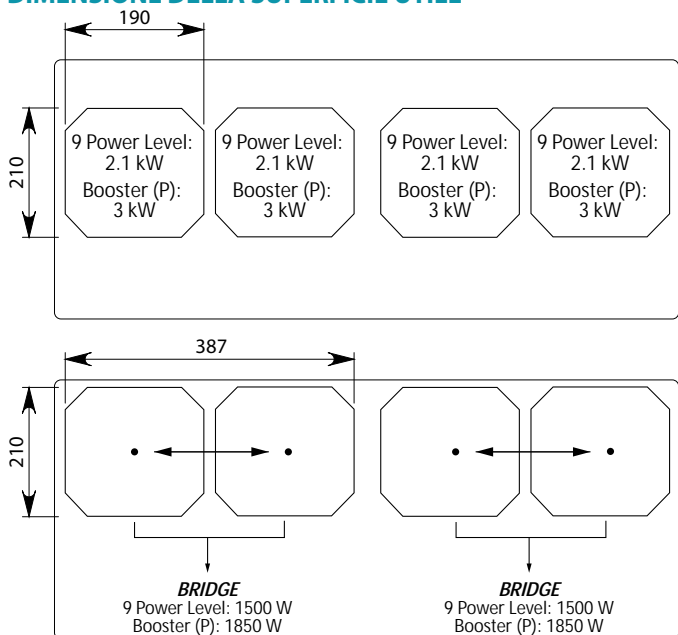 DIMENSIONE DELLA SUPERFICIE UTILE
190
210
9 Power Level:
2.1 kW
Booster (P):
3 kW
9 Power Level:
2.1 kW
Booster (P):
3 kW
9 Power Level:
2.1 kW
Booster (P):
3 kW
9 Power Level:
2.1 kW
Booster (P):
3 kW
387
210
BRIDGE
9 Power Level: 1500 W
Booster (P): 1850 W
BRIDGE
9 Power Level: 1500 W
Booster (P): 1850 W